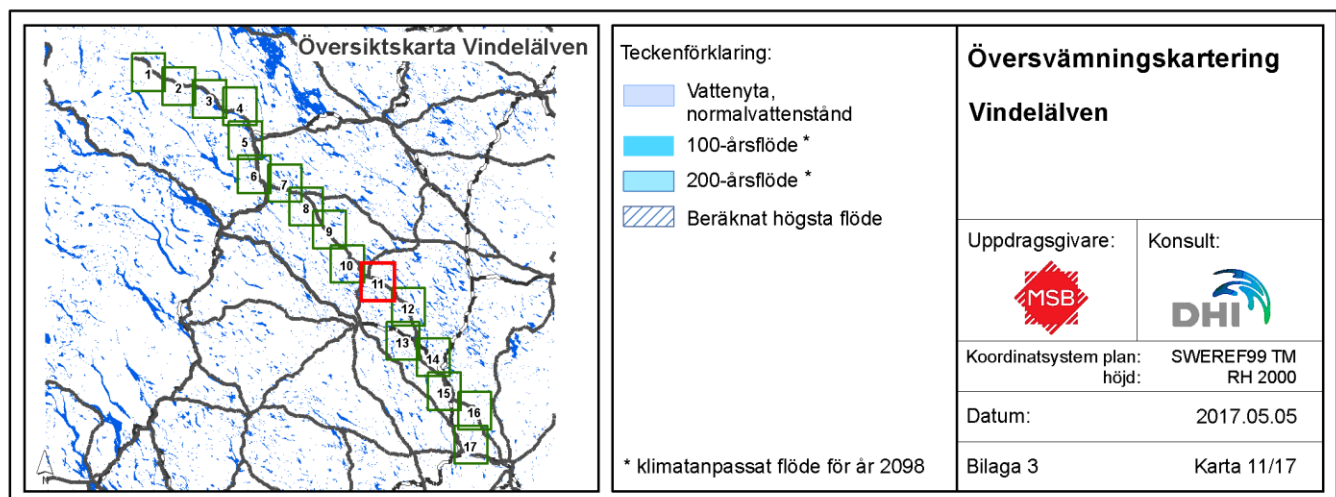 Översiktskarta Vindelälven
1
2
3
4
5
6
7
8
9
10
11
12
13
14
15
16
17
N
Teckenförklaring:
Vattenyta,
normalvattenstånd
100-årsflöde *
200-årsflöde *
Beräknat högsta flöde
* klimatanpassat flöde för år 2098
Översvämningskartering
Vindelälven
Uppdragsgivare:
MSB
Konsult:
DHI
Koordinatsystem plan: SWEREF99 TM
höjd: RH 2000
Datum: 2017.05.05
Bilaga 3 Karta 11/17